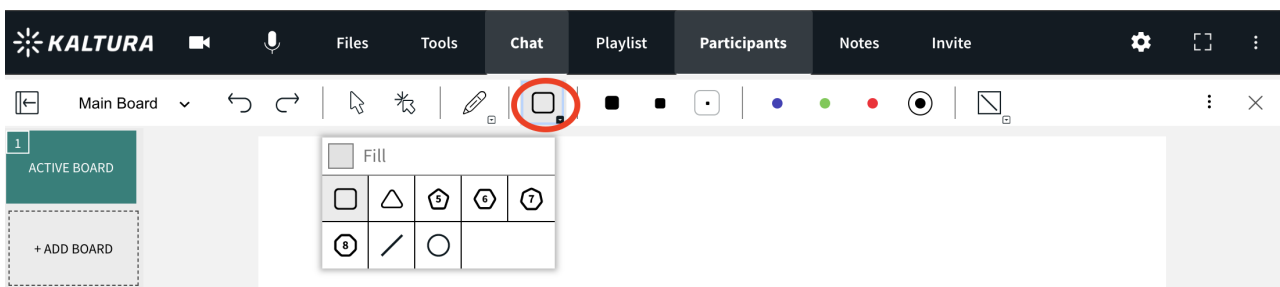 KALTURA Files Tools Chat Playlist Participants Notes Invite
Main Board
1
ACTIVE BOARD
Fill
5 6 7
+ ADD BOARD
8